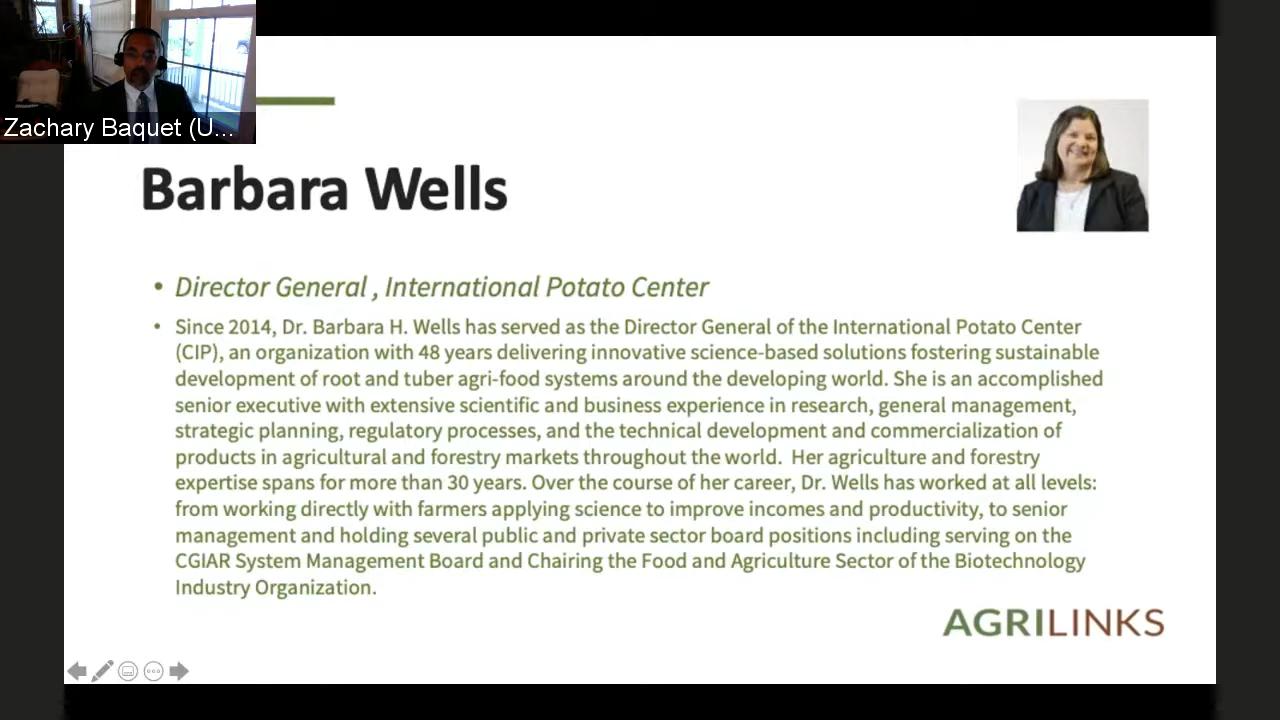 Zachary Baquet (U...
Barbara Wells
• Director General , International Potato Center
• Since 2014, Dr. Barbara H. Wells has served as the Director General of the International Potato Center
(CIP), an organization with 48 years delivering innovative science-based solutions fostering sustainable
development of root and tuber agri-food systems around the developing world. She is an accomplished
senior executive with extensive scientific and business experience in research, general management,
strategic planning, regulatory processes, and the technical development and commercialization of
products in agricultural and forestry markets throughout the world.  Her agriculture and forestry
expertise spans for more than 30 years. Over the course of her career, Dr. Wells has worked at all levels:
from working directly with farmers applying science to improve incomes and productivity, to senior
management and holding several public and private sector board positions including serving on the
CGIAR System Management Board and Chairing the Food and Agriculture Sector of the Biotechnology
Industry Organization.
AGRILINKS